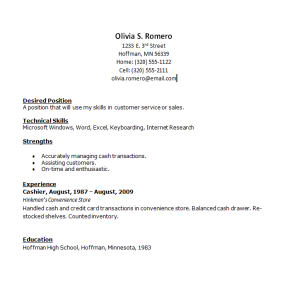 Olivia S. Romero
1233 E. 3rd Street
Hoffman, MN 56339
Home: (320) 555-1122
Cell: (320) 555-2111
olivia.romero@email.com
Desired Position
A position that will use my skills in customer service or sales.
Technical Skills
Microsoft Windows, Word, Excel, Keyboarding, Internet Research
Strengths
• Accurately managing cash transactions.
• Assisting customers.
• On-time and enthusiastic.
Experience
Cashier, August, 1987 – August, 2009
Hinkman's Convenience Store
Handled cash and credit card transactions in convenience store. Balanced cash drawer. Re-
stocked shelves. Counted inventory.
Education
Hoffman High School, Hoffman, Minnesota, 1983